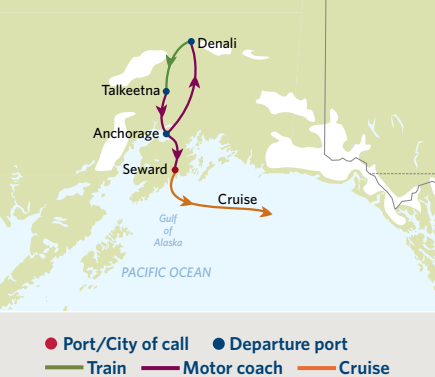 Denali
Talkeetna
Anchorage
Seward
Cruise
Gulf
of
Alaska
PACIFIC OCEAN
Port/City of call Departure port
Train Motor coach Cruise